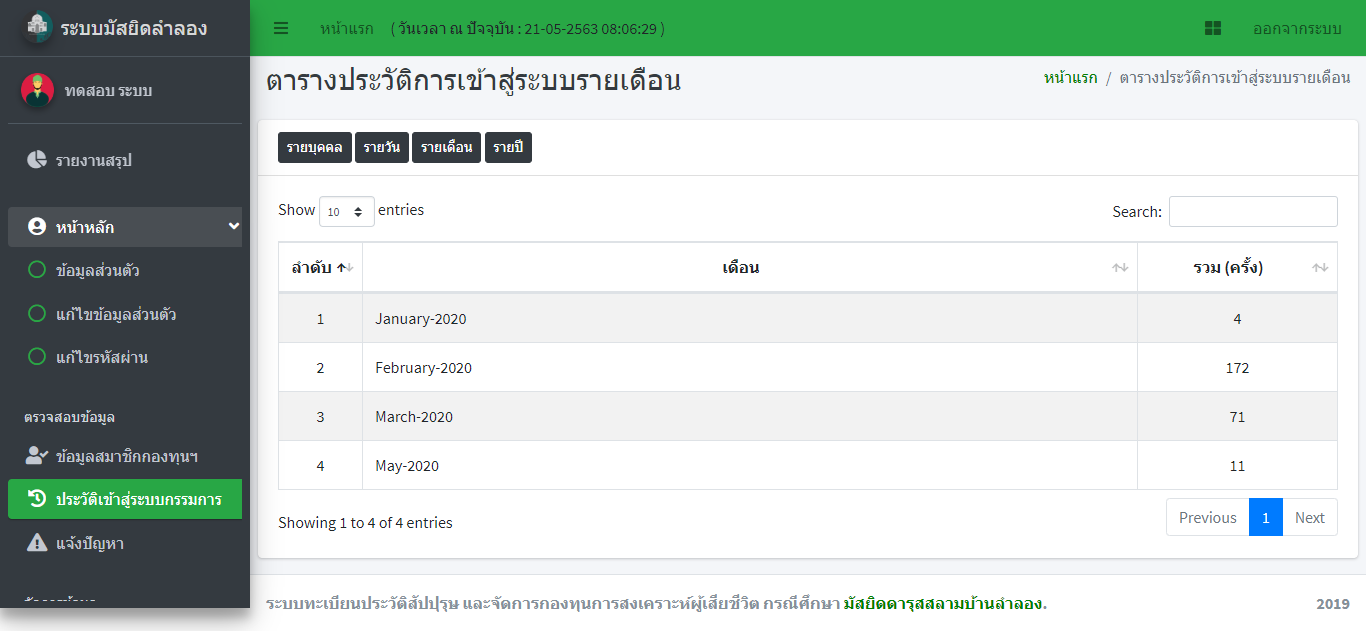 ระบบมัสยิดลำลอง
หน้าแรก ( วันเวลา ณ ปัจจุบัน : 21-05-2563 08:06:29 )
ออกจากระบบ
ทดสอบ ระบบ
รายงานสรุป
หน้าหลัก
ข้อมูลส่วนตัว
แก้ไขข้อมูลส่วนตัว
แก้ไขรหัสผ่าน
ตรวจสอบข้อมูล
ข้อมูลสมาชิกกองทุนฯ
ประวัติเข้าสู่ระบบกรรมการ
แจ้งปัญหา
ตารางประวัติการเข้าสู่ระบบรายเดือน
หน้าแรก / ตารางประวัติการเข้าสู่ระบบรายเดือน
รายบุคคล รายวัน รายเดือน รายปี
Show 10 entries
Search:
ลำดับ เดือน รวม (ครั้ง)
1 January-2020 4
2 February-2020 172
3 March-2020 71
4 May-2020 11
Showing 1 to 4 of 4 entries
Previous 1 Next
ระบบทะเบียนประวัติสัปปุรุษ และจัดการกองทุนการสงเคราะห์ผู้เสียชีวิต กรณีศึกษา มัสยิดดารุสสลามบ้านลำลอง.
2019